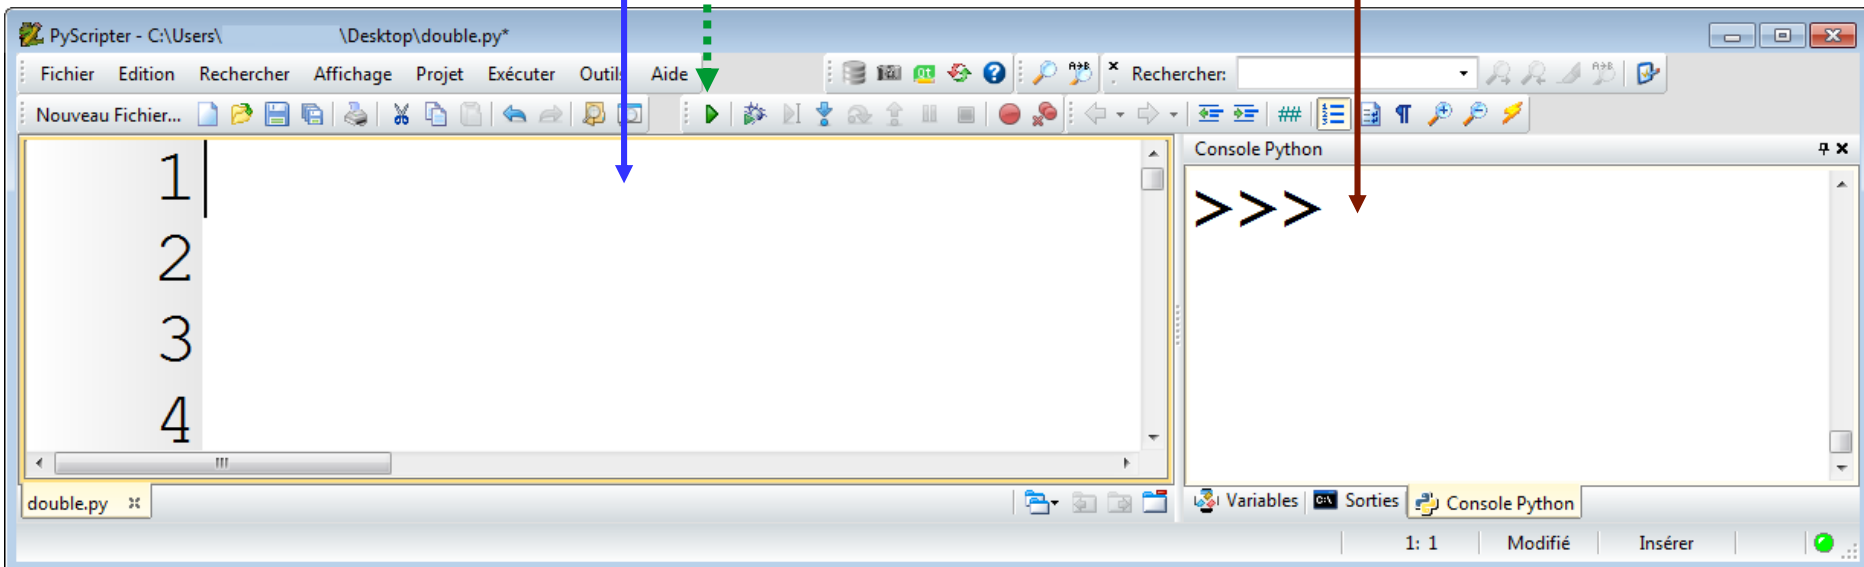 PyScripter - C:\Users\ \Desktop\double.py*
Fichier Edition Rechercher Affichage Projet Exécuter Outils Aide Rechercher:
Nouveau Fichier... ##
Console Python
1
2
3
4
>>>
double.py
Variables Sorties Console Python
1: 1 Modifié Insérer